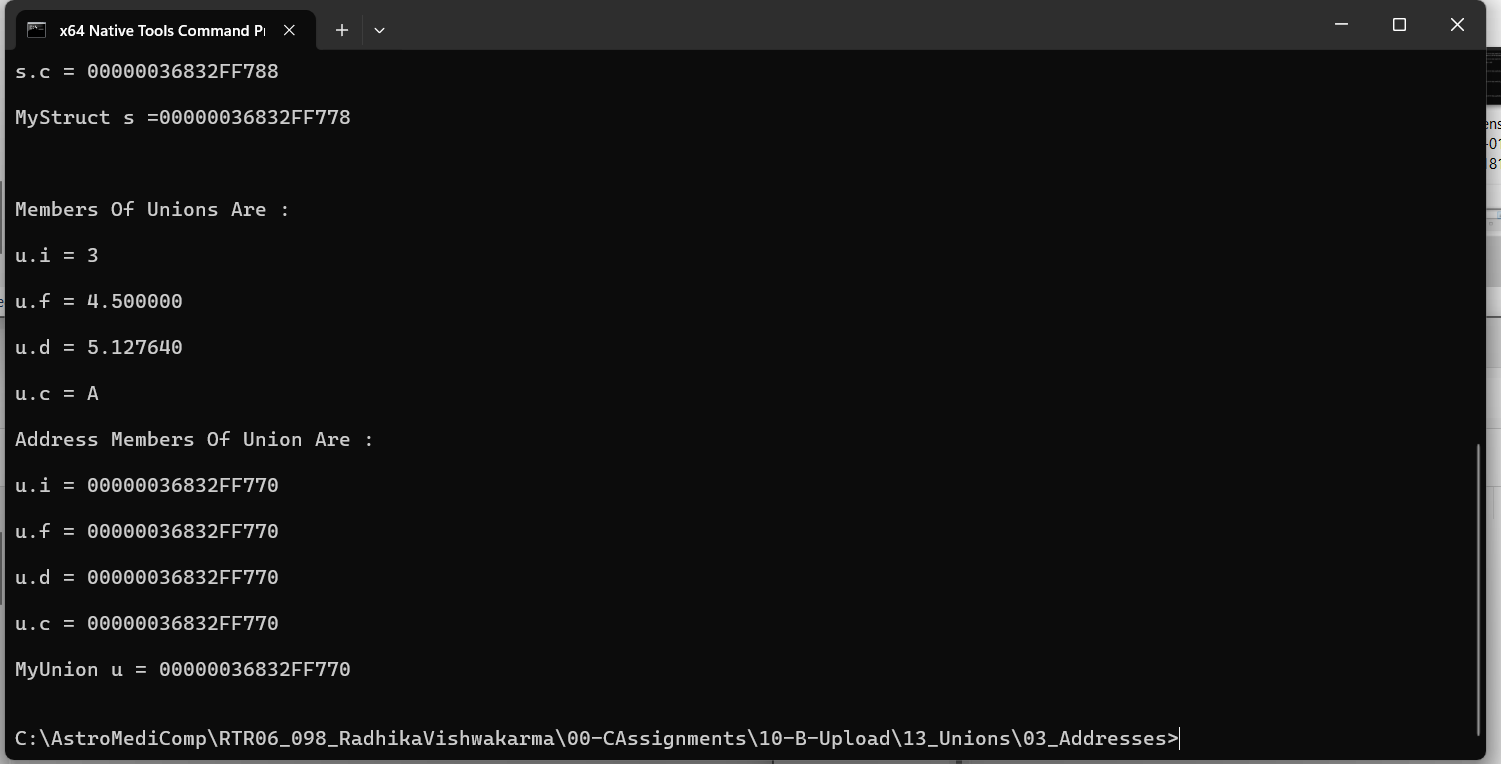 x64 Native Tools Command Pr
s.c = 00000036832FF788
MyStruct s =00000036832FF778
Members Of Unions Are :
u.i = 3
u.f = 4.500000
u.d = 5.127640
u.c = A
Address Members Of Union Are :
u.i = 00000036832FF770
u.f = 00000036832FF770
u.d = 00000036832FF770
u.c = 00000036832FF770
MyUnion u = 00000036832FF770
C:\AstroMediComp\RTR06_098_RadhikaVishwakarma\00-CAssignments\10-B-Upload\13_Unions\03_Addresses>